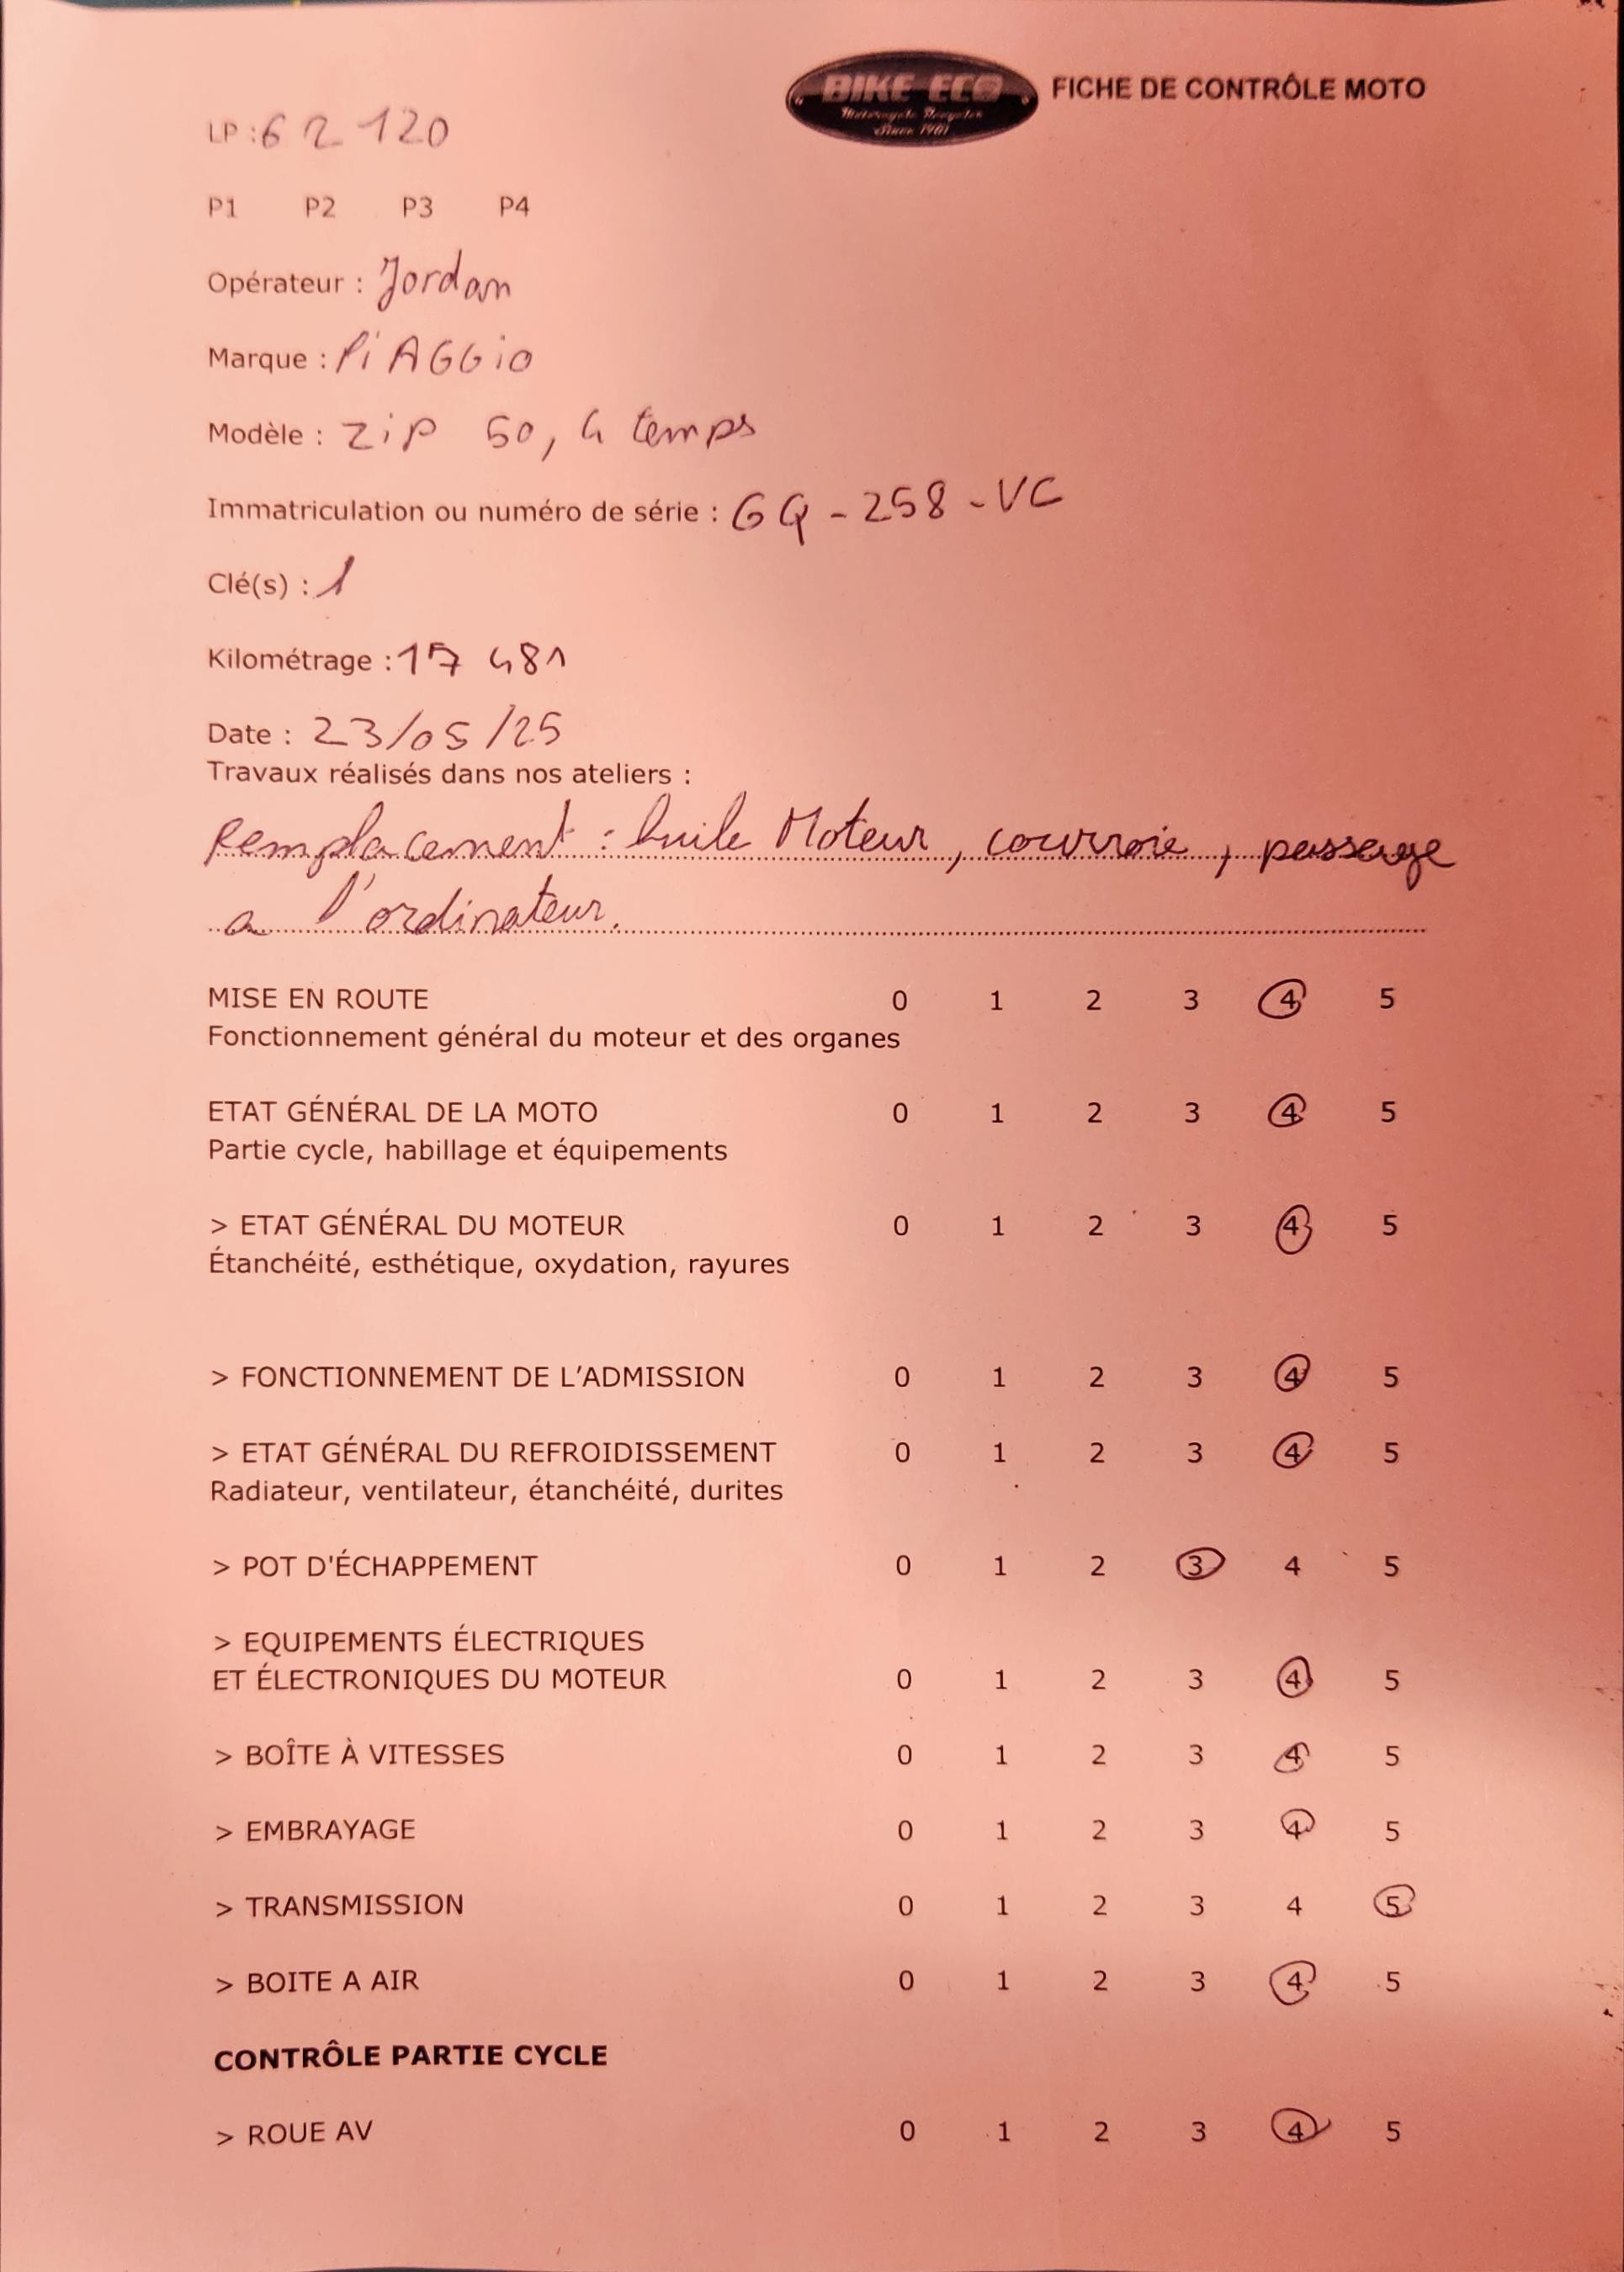 BIKE ECO
Motorcycle Recycler
Since 1961
FICHE DE CONTRÔLE MOTO
LP : 62 120
P1 P2 P3 P4
Opérateur : Jordan
Marque : PiAGGiO
Modèle : ZiP 50, 4 temps
Immatriculation ou numéro de série : GQ - 258 - VC
Clé(s) : 1
Kilométrage : 17 481
Date : 23/05/25
Travaux réalisés dans nos ateliers :
Remplacement : huile Moteur, courroie, passage
a l'ordinateur.
MISE EN ROUTE 0 1 2 3 4 5
Fonctionnement général du moteur et des organes
ETAT GÉNÉRAL DE LA MOTO 0 1 2 3 4 5
Partie cycle, habillage et équipements
> ETAT GÉNÉRAL DU MOTEUR 0 1 2 3 4 5
Étanchéité, esthétique, oxydation, rayures
> FONCTIONNEMENT DE L'ADMISSION 0 1 2 3 4 5
> ETAT GÉNÉRAL DU REFROIDISSEMENT 0 1 2 3 4 5
Radiateur, ventilateur, étanchéité, durites
> POT D'ÉCHAPPEMENT 0 1 2 3 4 5
> EQUIPEMENTS ÉLECTRIQUES
ET ÉLECTRONIQUES DU MOTEUR 0 1 2 3 4 5
> BOÎTE À VITESSES 0 1 2 3 4 5
> EMBRAYAGE 0 1 2 3 4 5
> TRANSMISSION 0 1 2 3 4 5
> BOITE A AIR 0 1 2 3 4 5
CONTRÔLE PARTIE CYCLE
> ROUE AV 0 1 2 3 4 5